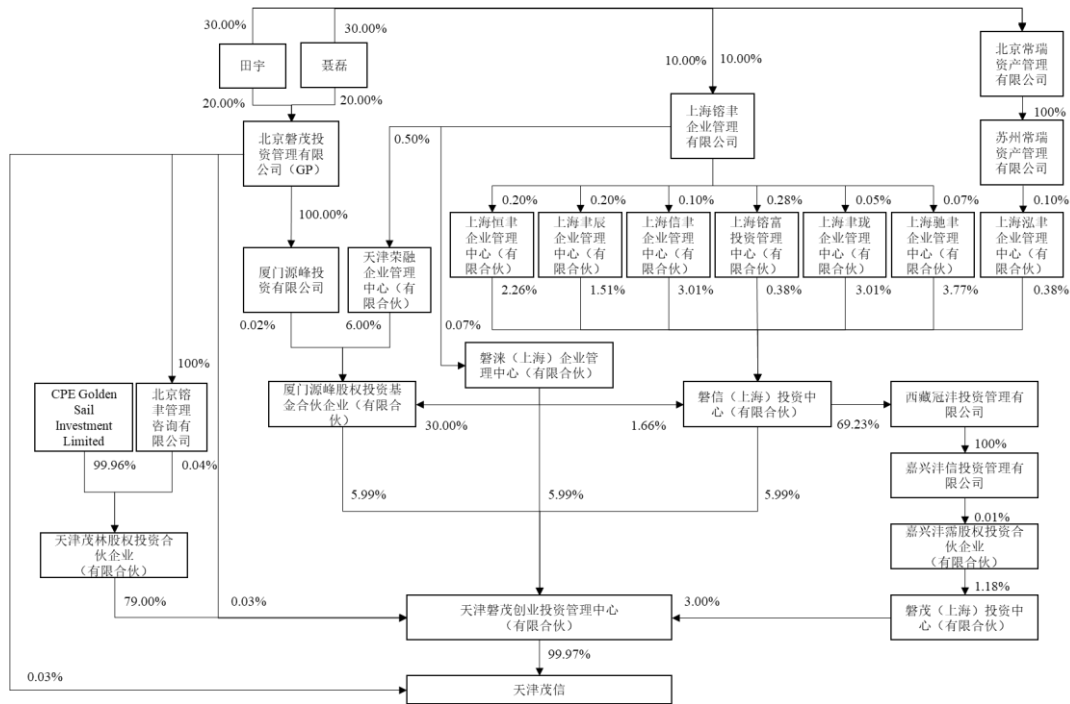 30.00%
30.00%
田宇
聂磊
10.00%
10.00%
北京常瑞
资产管理
有限公司
20.00%
20.00%
上海镕聿
企业管理
有限公司
100%
北京磐茂投
资管理有限
公司（GP）
0.50%
苏州常瑞
资产管理
有限公司
0.20%
0.20%
0.10%
0.28%
0.05%
0.07%
0.10%
100.00%
上海恒聿
企业管理
中心（有
限合伙）
上海聿辰
企业管理
中心（有
限合伙）
上海信聿
企业管理
中心（有
限合伙）
上海镕富
投资管理
中心（有
限合伙）
上海聿珑
企业管理
中心（有
限合伙）
上海驰聿
企业管理
中心（有
限合伙）
上海泓聿
企业管理
中心（有
限合伙）
厦门源峰投
资有限公司
天津荣融
企业管理
中心（有
限合伙）
2.26%
1.51%
3.01%
0.38%
3.01%
3.77%
0.38%
0.02%
6.00%
0.07%
磐涞（上海）企业管
理中心（有限合伙）
100%
CPE Golden
Sail
Investment
Limited
北京镕
聿管理
咨询有
限公司
厦门源峰股权投资基
金合伙企业（有限合
伙）
磐信（上海）投资中
心（有限合伙）
西藏冠沣投资管理有
限公司
30.00%
1.66%
69.23%
100%
99.96%
0.04%
嘉兴沣信投资管理有
限公司
5.99%
5.99%
5.99%
0.01%
天津茂林股权投资合
伙企业
（有限合伙）
嘉兴沣霈股权投资合
伙企业
（有限合伙）
1.18%
79.00%
0.03%
天津磐茂创业投资管理中心
（有限合伙）
3.00%
磐茂（上海）投资中
心（有限合伙）
99.97%
0.03%
天津茂信